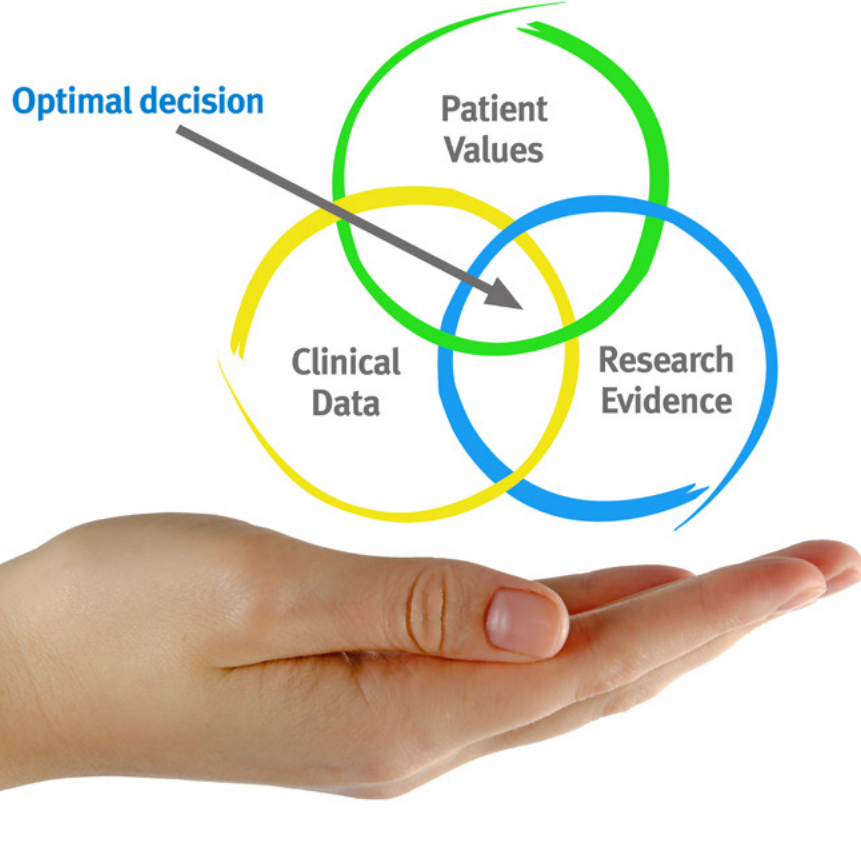 Optimal decision
Patient
Values
Clinical
Data
Research
Evidence